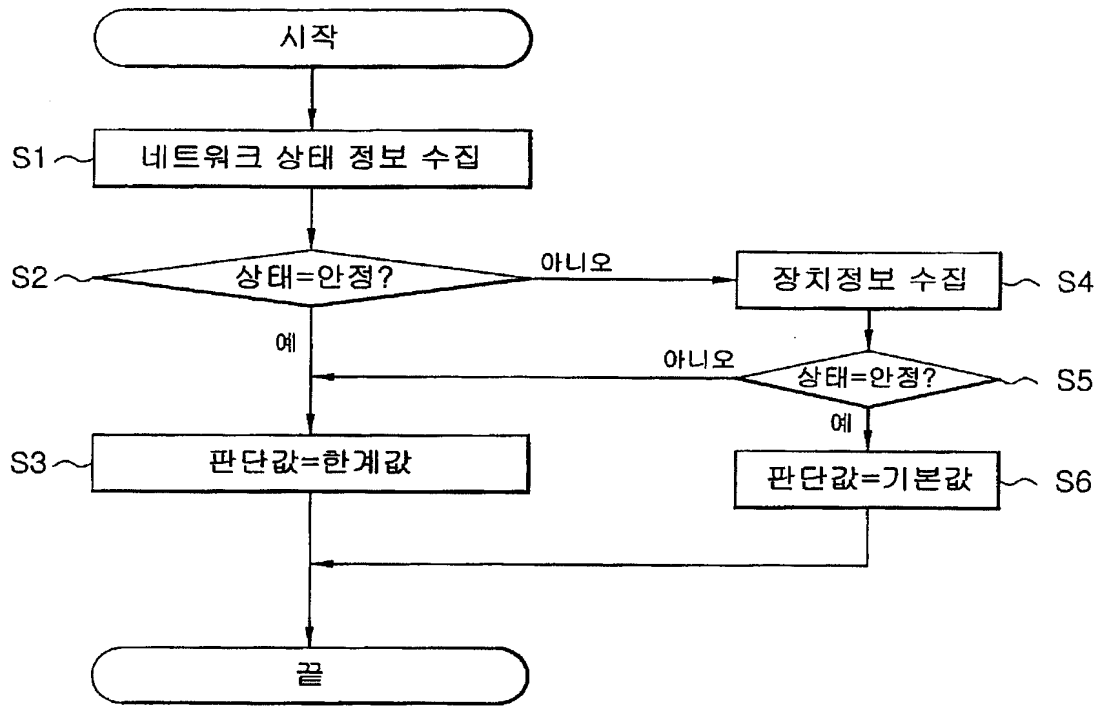 시작
S1
네트워크 상태 정보 수집
S2
상태=안정?
아니오
장치정보 수집
S4
예
아니오
상태=안정?
S5
예
S3
판단값=한계값
판단값=기본값
S6
끝